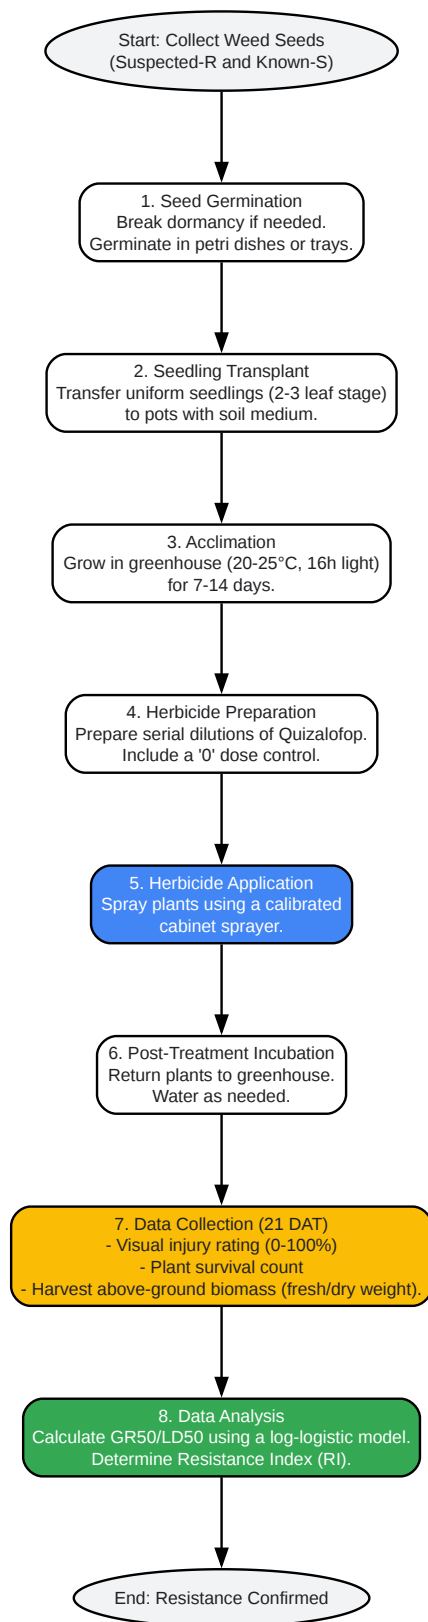 Start: Collect Weed Seeds
(Suspected-R and Known-S)
1. Seed Germination
Break dormancy if needed.
Germinate in petri dishes or trays.
2. Seedling Transplant
Transfer uniform seedlings (2-3 leaf stage)
to pots with soil medium.
3. Acclimation
Grow in greenhouse (20-25°C, 16h light)
for 7-14 days.
4. Herbicide Preparation
Prepare serial dilutions of Quizalofop.
Include a '0' dose control.
5. Herbicide Application
Spray plants using a calibrated
cabinet sprayer.
6. Post-Treatment Incubation
Return plants to greenhouse.
Water as needed.
7. Data Collection (21 DAT)
- Visual injury rating (0-100%)
- Plant survival count
- Harvest above-ground biomass (fresh/dry weight).
8. Data Analysis
Calculate GR50/LD50 using a log-logistic model.
Determine Resistance Index (RI).
End: Resistance Confirmed